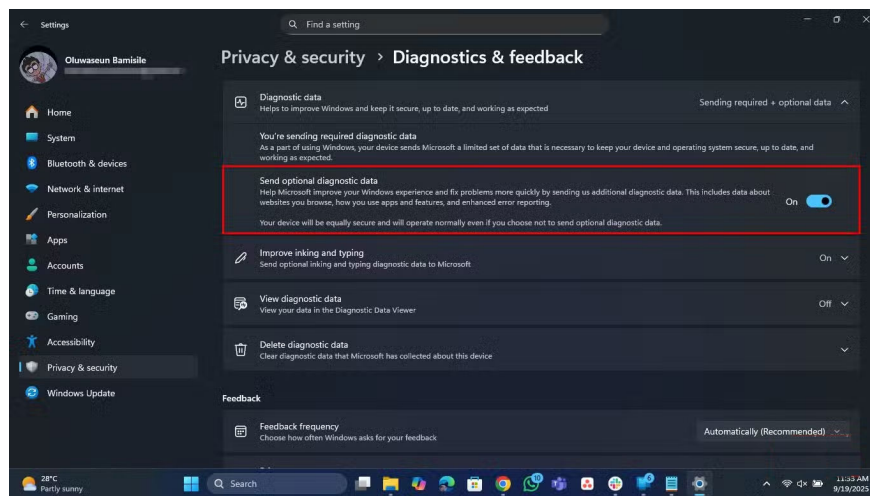 Settings
Find a setting
Oluwaseun Bamisile
Privacy & security > Diagnostics & feedback
Home
System
Bluetooth & devices
Network & internet
Personalization
Apps
Accounts
Time & language
Gaming
Accessibility
Privacy & security
Windows Update
Diagnostic data
Helps to improve Windows and keep it secure, up to date, and working as expected
Sending required + optional data
You're sending required diagnostic data
As a part of using Windows, your device sends Microsoft a limited set of data that is necessary to keep your device and operating system secure, up to date, and
working as expected.
Send optional diagnostic data
Help Microsoft improve your Windows experience and fix problems more quickly by sending us additional diagnostic data. This includes data about
websites you browse, how you use apps and features, and enhanced error reporting.
On
Your device will be equally secure and will operate normally even if you choose not to send optional diagnostic data.
Improve inking and typing
Send optional inking and typing diagnostic data to Microsoft
On
View diagnostic data
View your data in the Diagnostic Data Viewer
Off
Delete diagnostic data
Clear diagnostic data that Microsoft has collected about this device
Feedback
Feedback frequency
Choose how often Windows asks for your feedback
Automatically (Recommended)
28°C
Partly sunny
Search
10
11:33 AM
9/19/2025